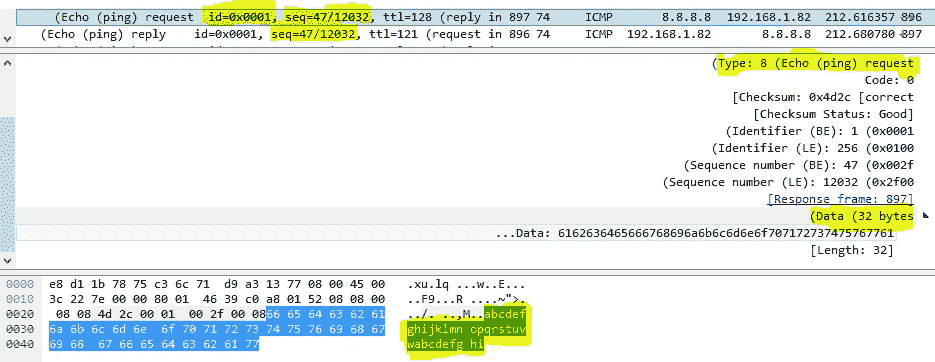 (Echo (ping) request id=0x0001, seq=47/12032, ttl=128 (reply in 897 74 ICMP 8.8.8.8 192.168.1.82 212.616357 896
(Echo (ping) reply id=0x0001, seq=47/12032, ttl=121 (request in 896 74 ICMP 192.168.1.82 8.8.8.8 212.680780 897
(Type: 8 (Echo (ping) request
Code: 0
[Checksum: 0x4d2c [correct
[Checksum Status: Good]
(Identifier (BE): 1 (0x0001
(Identifier (LE): 256 (0x0100
(Sequence number (BE): 47 (0x002f
(Sequence number (LE): 12032 (0x2f00
[Response frame: 897]
(Data (32 bytes
...Data: 6162636465666768696a6b6c6d6e6f707172737475767761
[Length: 32]
0000 e8 d1 1b 78 75 c3 6c 71 d9 a3 13 77 08 00 45 00 .xu.lq ...w..E...
0010 3c 22 7e 00 00 80 01 46 39 c0 a8 01 52 08 08 00 ..F9...R ....~">.
0020 08 08 4d 2c 00 01 00 2f 00 08 66 65 64 63 62 61 ../. ..,M..abcdef
0030 6a 6b 6c 6d 6e 6f 70 71 72 73 74 75 76 69 68 67 ghijklmn opqrstuv
0040 69 68 67 66 65 64 63 62 61 77 wabcdefg hi